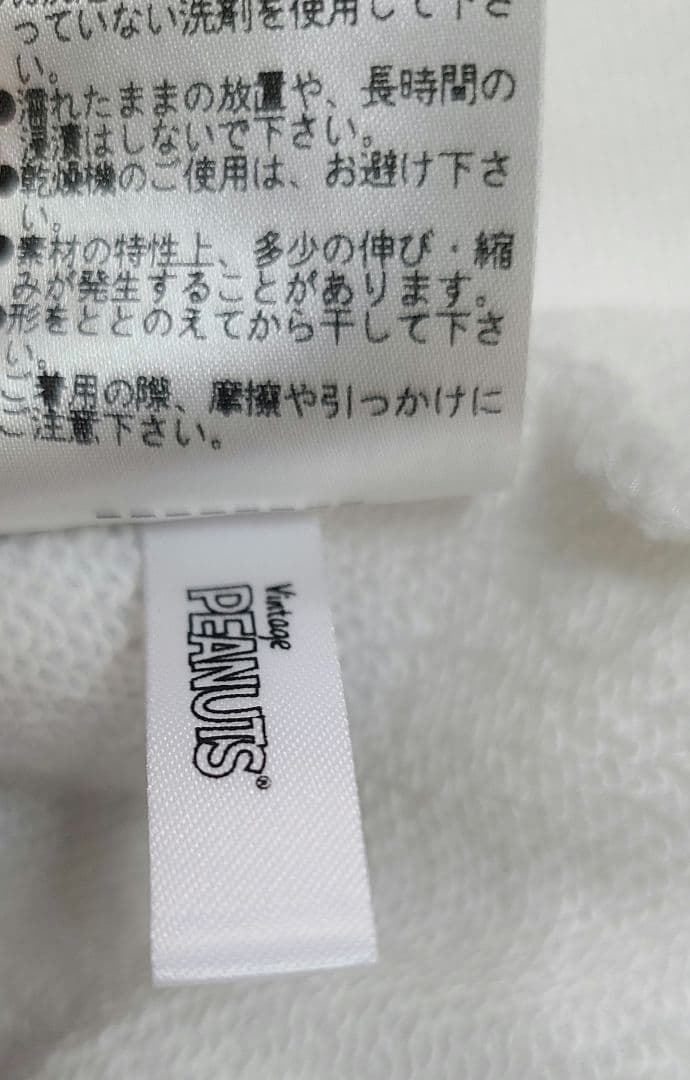 っていない洗剤を使用して下さ
い。
●濡れたままの放置や、長時間の
浸漬はしないで下さい。
●乾燥機のご使用は、お避け下さ
い。
●素材の特性上、多少の伸び・縮
みが発生することがあります。
●形をととのえてから干して下さ
い。
ご着用の際、摩擦や引っかけに
ご注意下さい。
Vintage
PEANUTS®